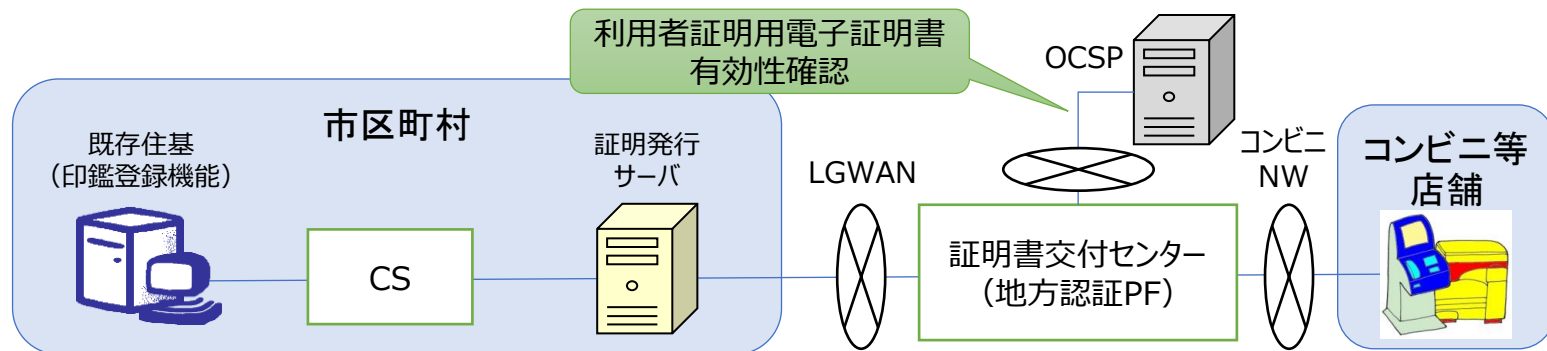 利用者証明用電子証明書
有効性確認
OCSP
市区町村
既存住基
（印鑑登録機能）
CS
証明発行
サーバ
LGWAN
証明書交付センター
（地方認証PF）
コンビニ
NW
コンビニ等
店舗